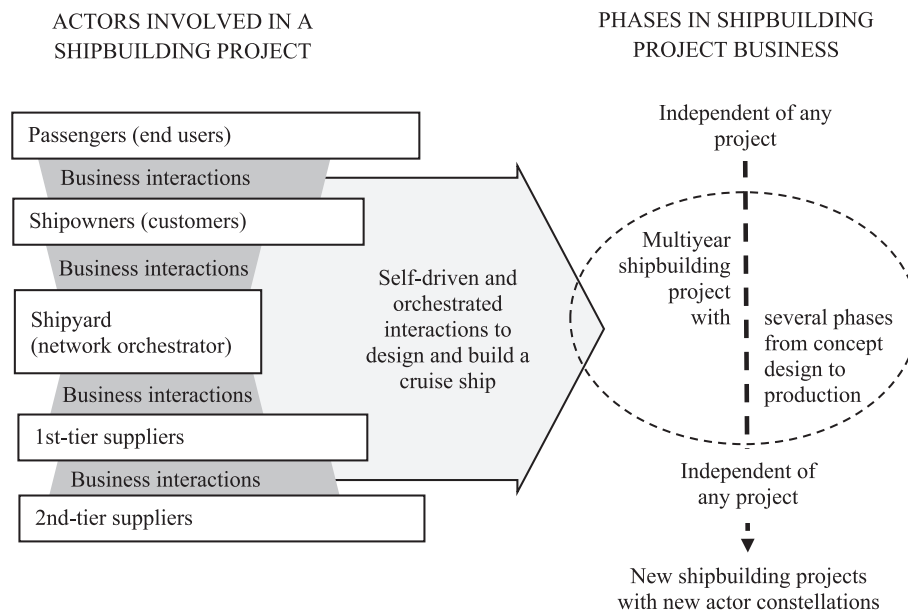 ACTORS INVOLVED IN A
SHIPBUILDING PROJECT
Passengers (end users)
Business interactions
Shipowners (customers)
Business interactions
Shipyard
(network orchestrator)
Business interactions
1st-tier suppliers
Business interactions
2nd-tier suppliers
Self-driven and
orchestrated
interactions to
design and build a
cruise ship
PHASES IN SHIPBUILDING
PROJECT BUSINESS
Independent of any
project
Multiyear
shipbuilding
project
with
several phases
from concept
design to
production
Independent of
any project
New shipbuilding projects
with new actor constellations